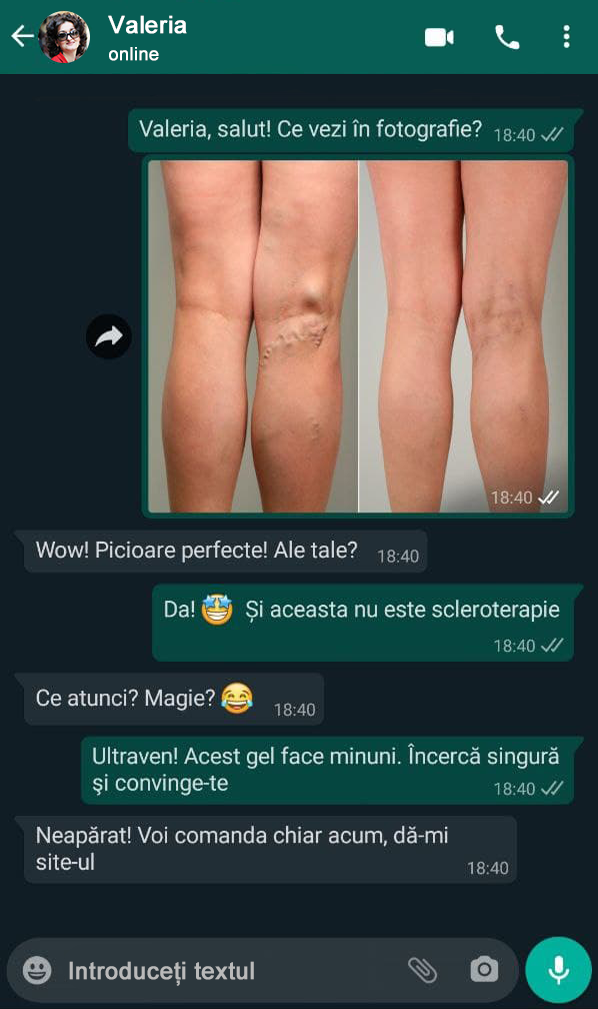 Valeria
online
Valeria, salut! Ce vezi în fotografie? 18:40
18:40
Wow! Picioare perfecte! Ale tale? 18:40
Da! 🤩 Și aceasta nu este scleroterapie
18:40
Ce atunci? Magie? 😂 18:40
Ultraven! Acest gel face minuni. Încercă singură
şi convinge-te 18:40
Neapărat! Voi comanda chiar acum, dă-mi
site-ul 18:40
Introduceți textul